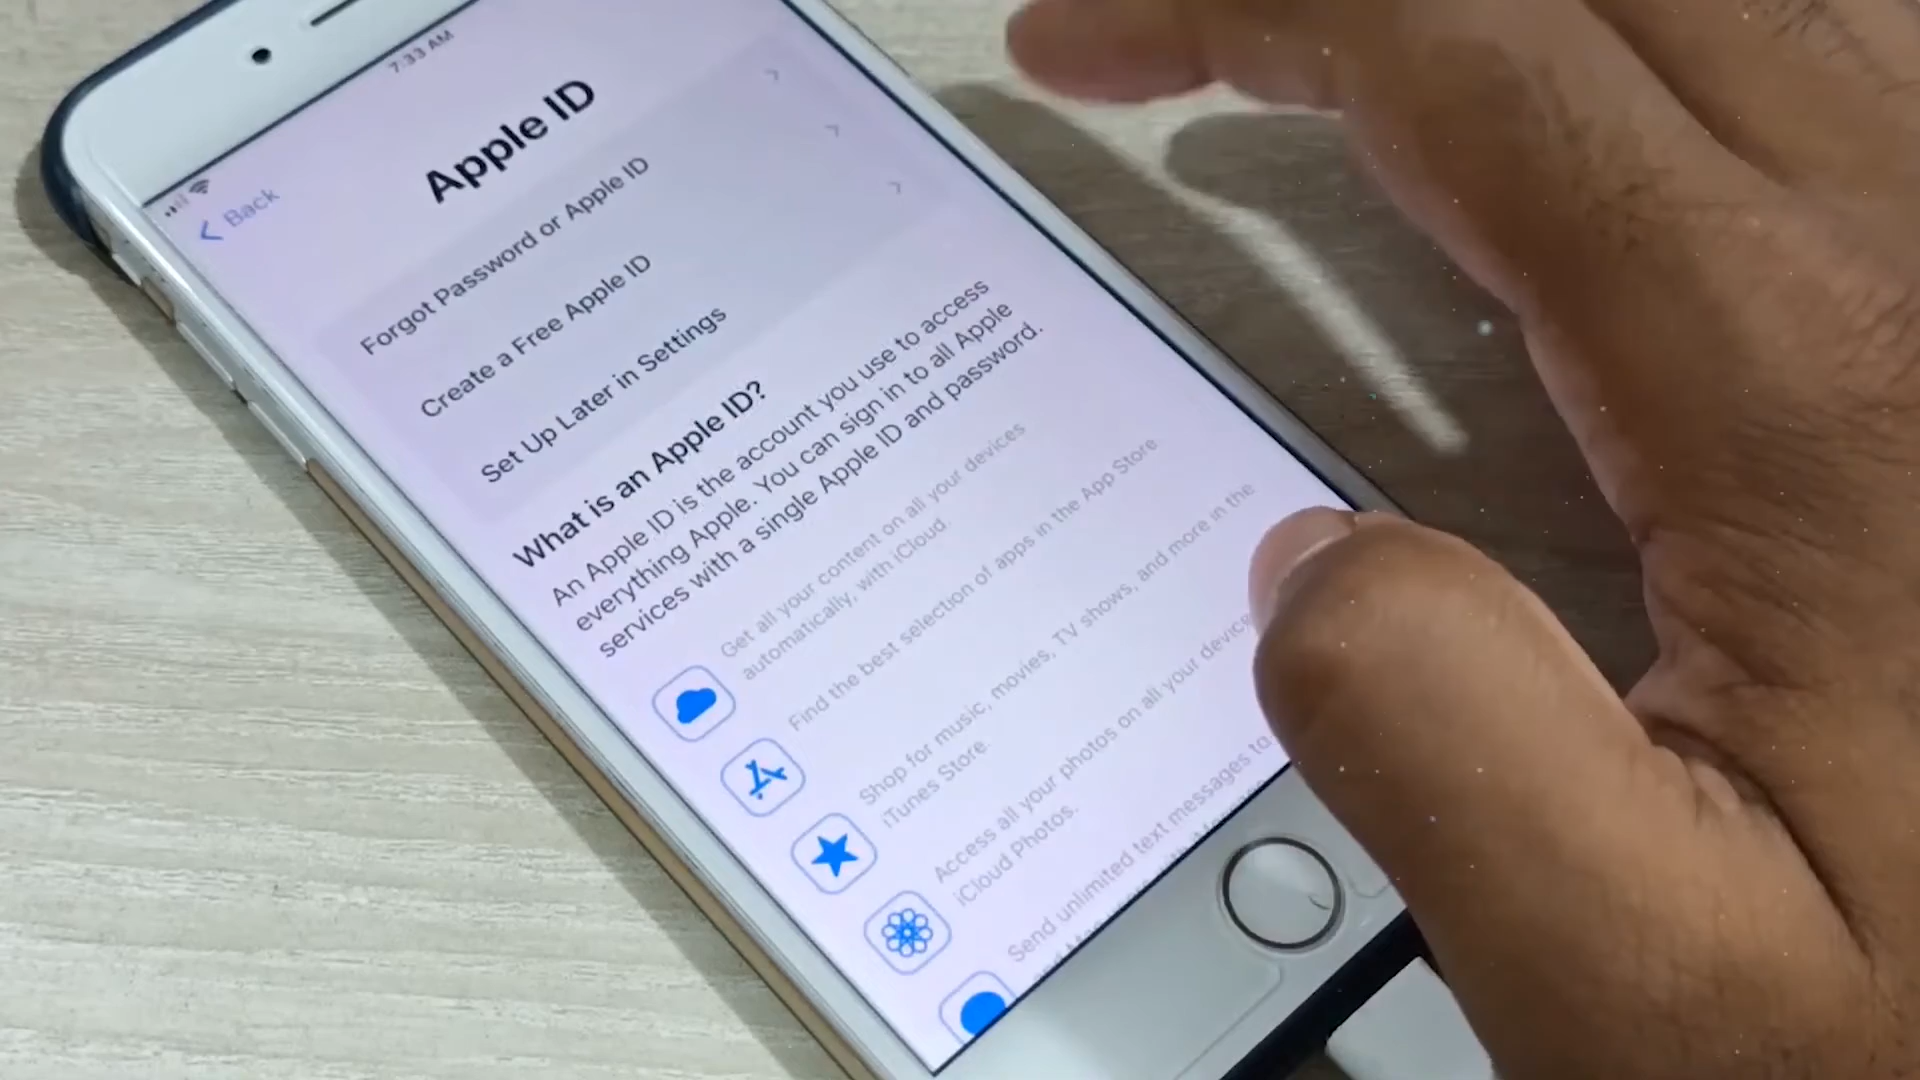 7:33 AM
Back
Apple ID
Forgot Password or Apple ID
Create a Free Apple ID
Set Up Later in Settings
What is an Apple ID?
An Apple ID is the account you use to access
everything Apple. You can sign in to all Apple
services with a single Apple ID and password.
Get all your content on all your devices
automatically, with iCloud.
Find the best selection of apps in the App Store.
Shop for music, movies, TV shows, and more in the
iTunes Store.
Access all your photos on all your devices
iCloud Photos.
Send unlimited text messages to